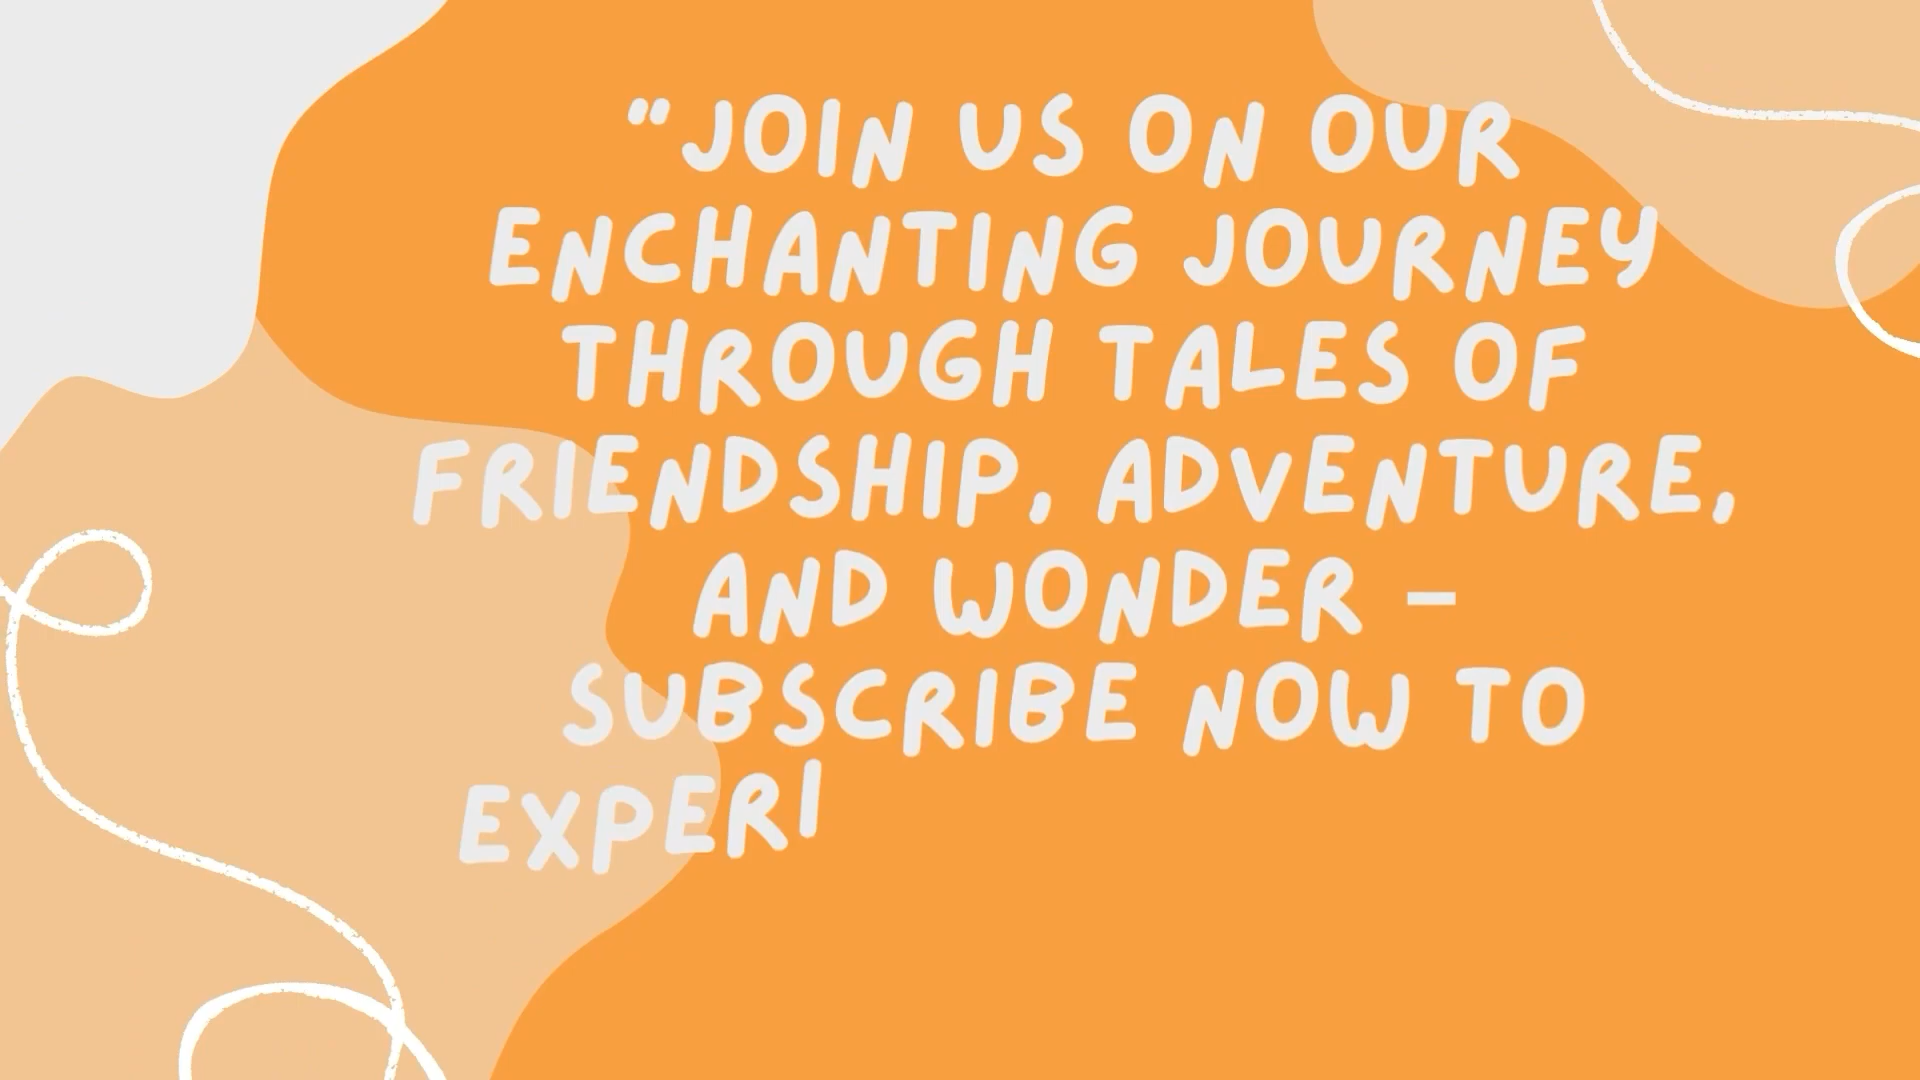 “JOIN US ON OUR
ENCHANTING JOURNEY
THROUGH TALES OF
FRIENDSHIP, ADVENTURE,
AND WONDER –
SUBSCRIBE NOW TO
EXPERI